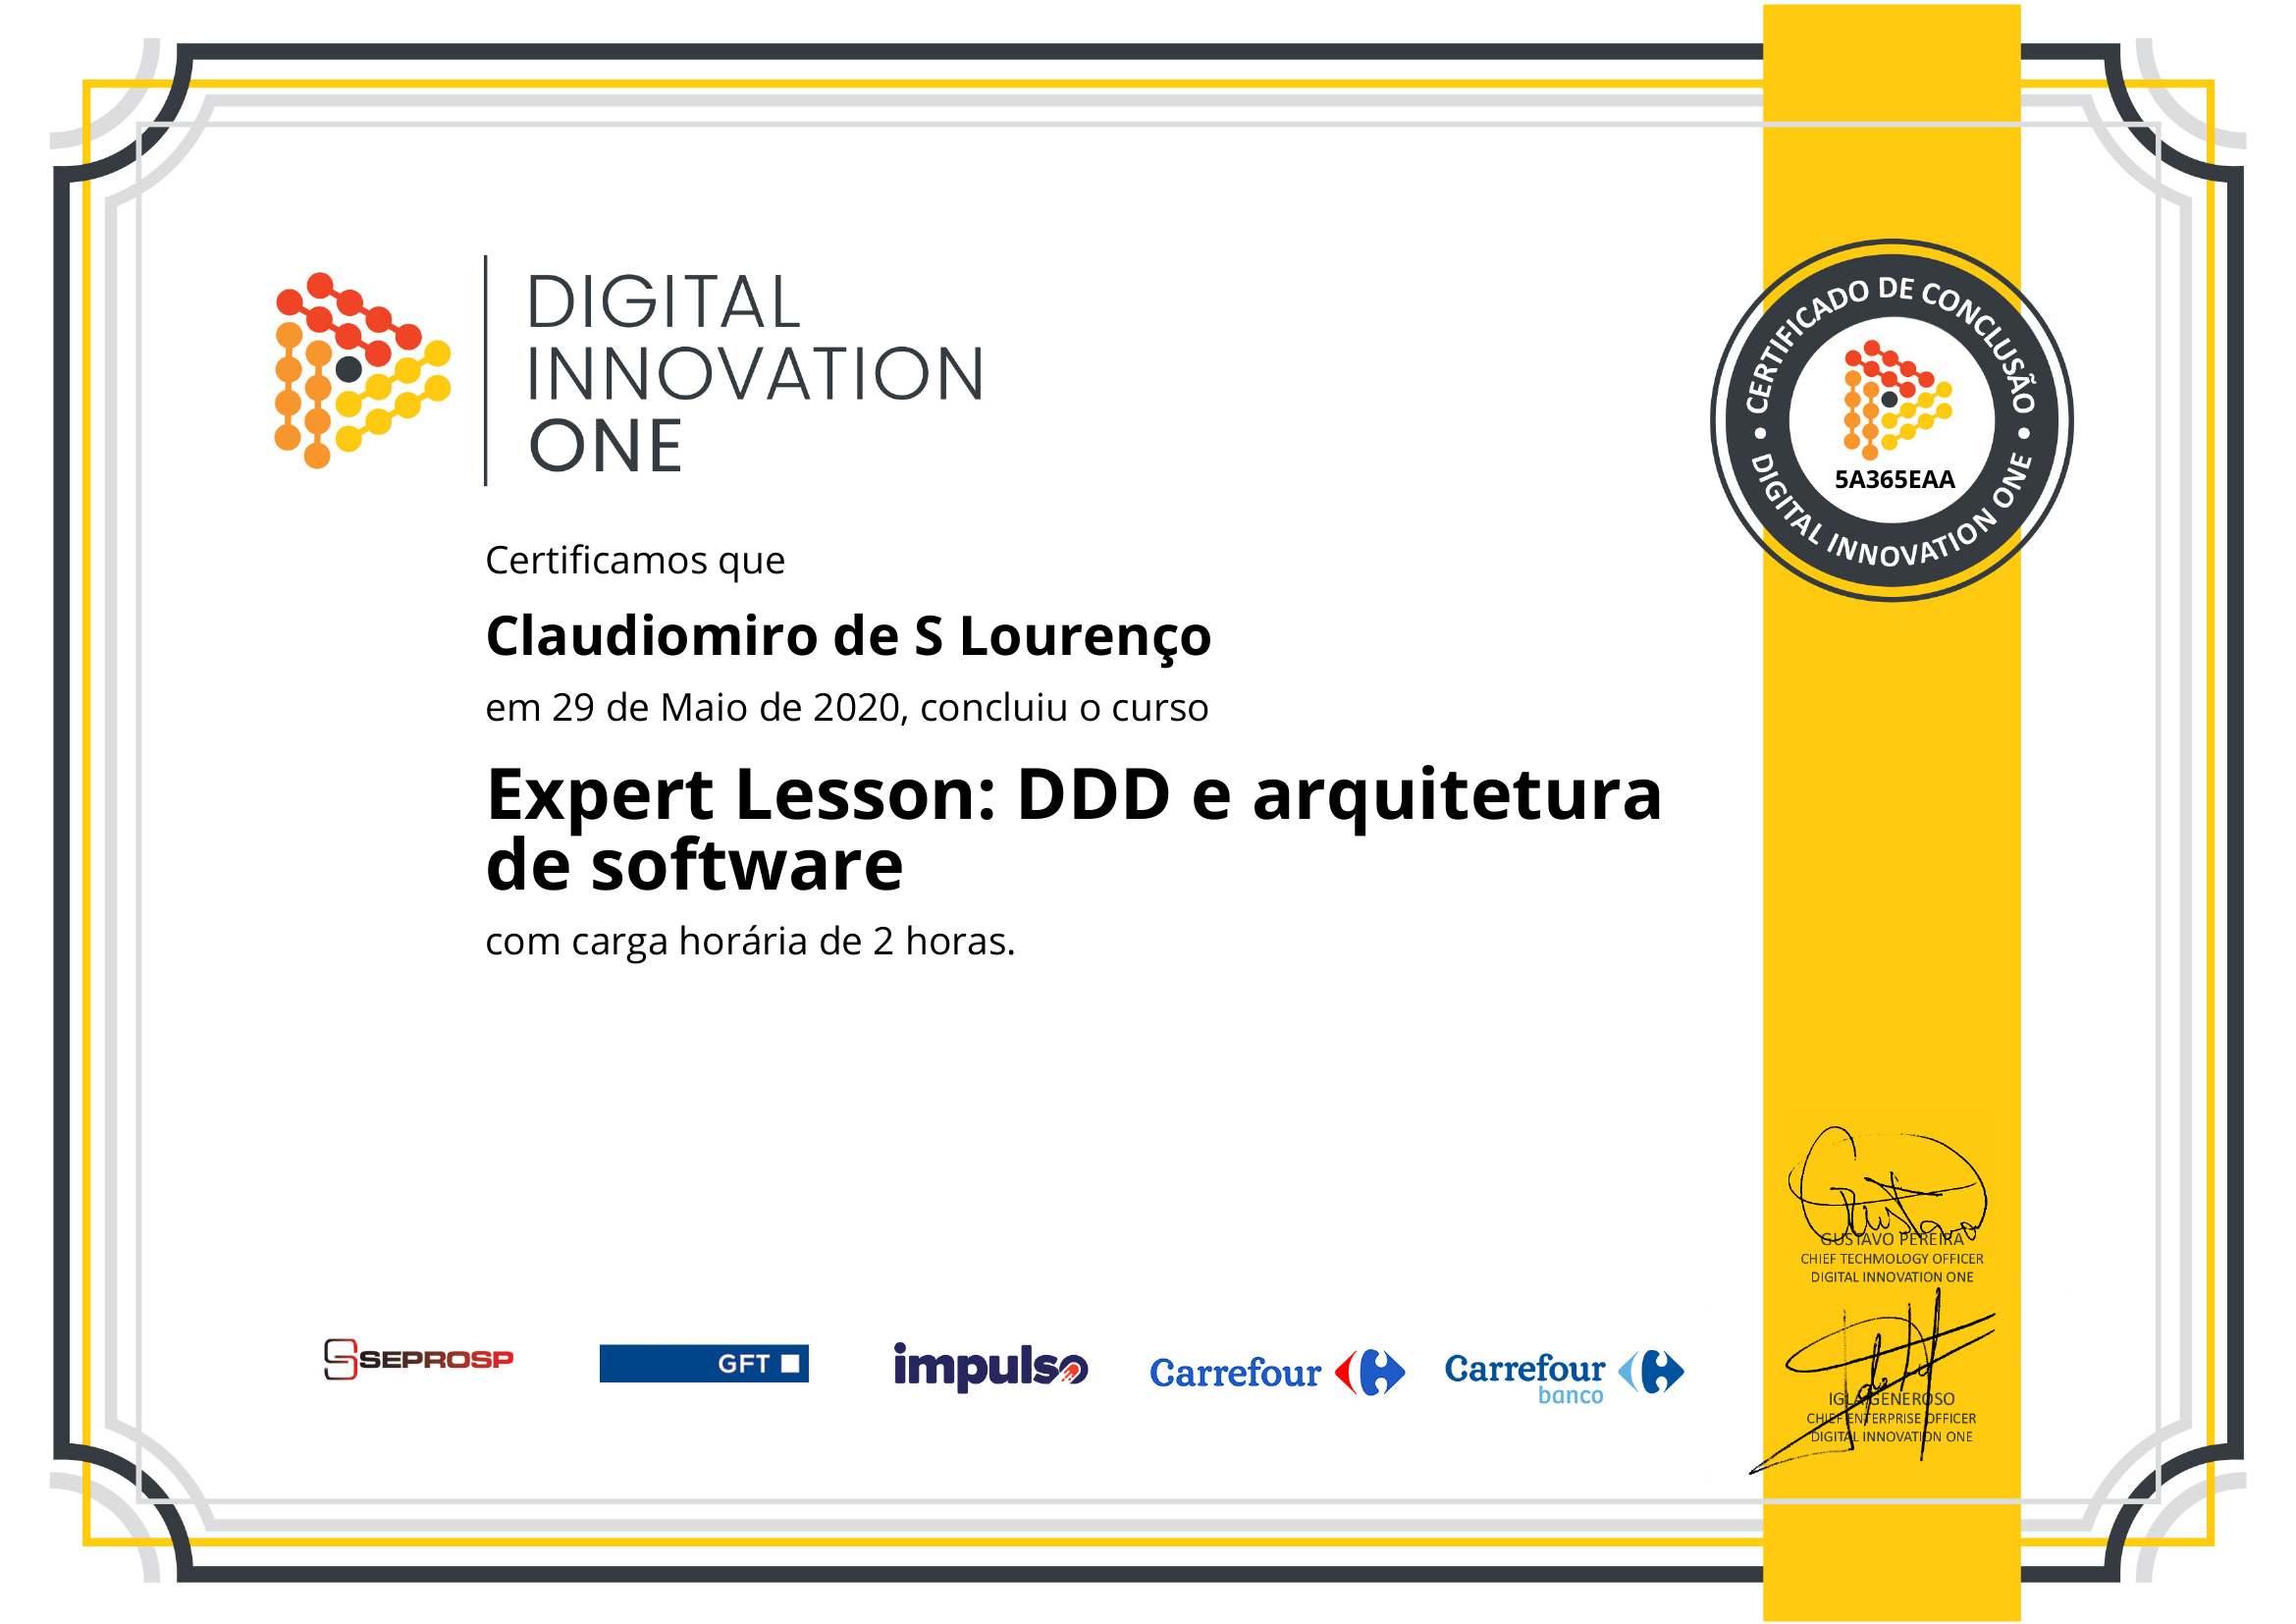 DIGITAL
INNOVATION
ONE
CERTIFICADO DE CONCLUSÃO
5A365EAA
DIGITAL INNOVATION ONE
Certificamos que
Claudiomiro de S Lourenço
em 29 de Maio de 2020, concluiu o curso
Expert Lesson: DDD e arquitetura
de software
com carga horária de 2 horas.
Gustavo
GUSTAVO PEREIRA
CHIEF TECHMOLOGY OFFICER
DIGITAL INNOVATION ONE
IGLA GENEROSO
CHIEF ENTERPRISE OFFICER
DIGITAL INNOVATION ONE
SEPROSP
GFT
impulso
Carrefour
Carrefour
banco